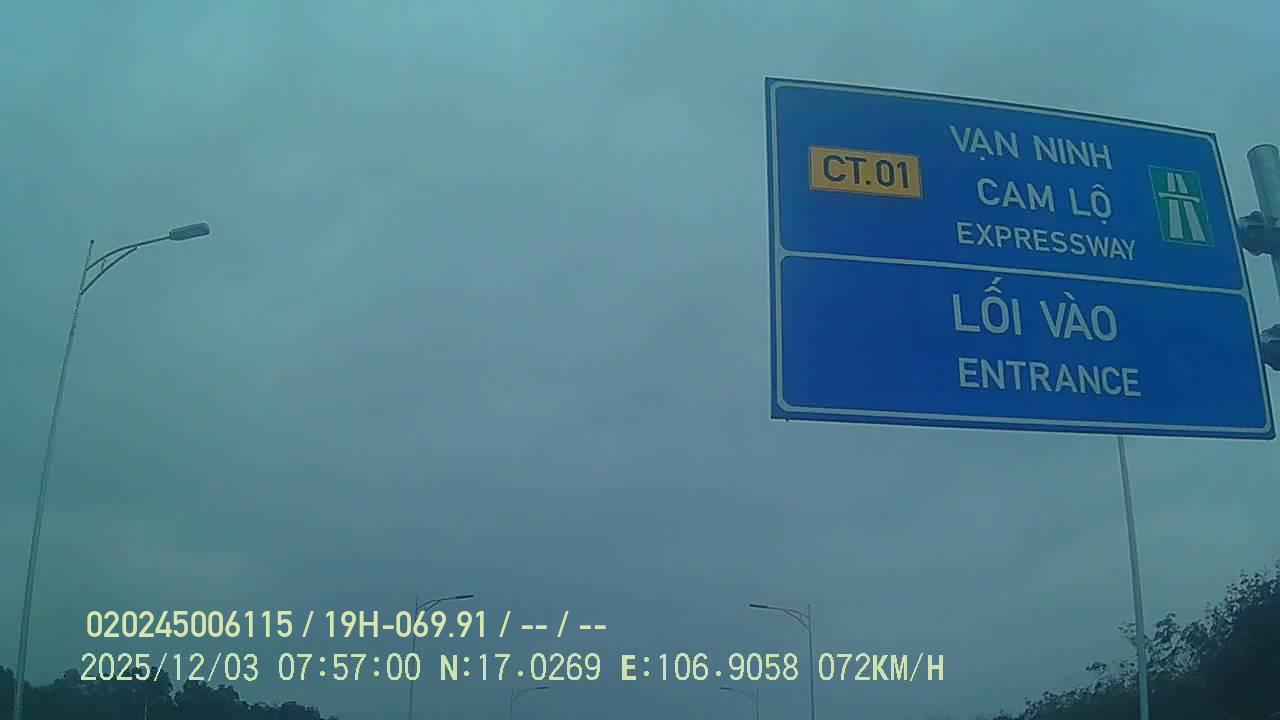 CT.01
VẠN NINH
CAM LỘ
EXPRESSWAY
LỐI VÀO
ENTRANCE
020245006115 / 19H-069.91 / -- / --
2025/12/03 07:57:00 N:17.0269 E:106.9058 072KM/H